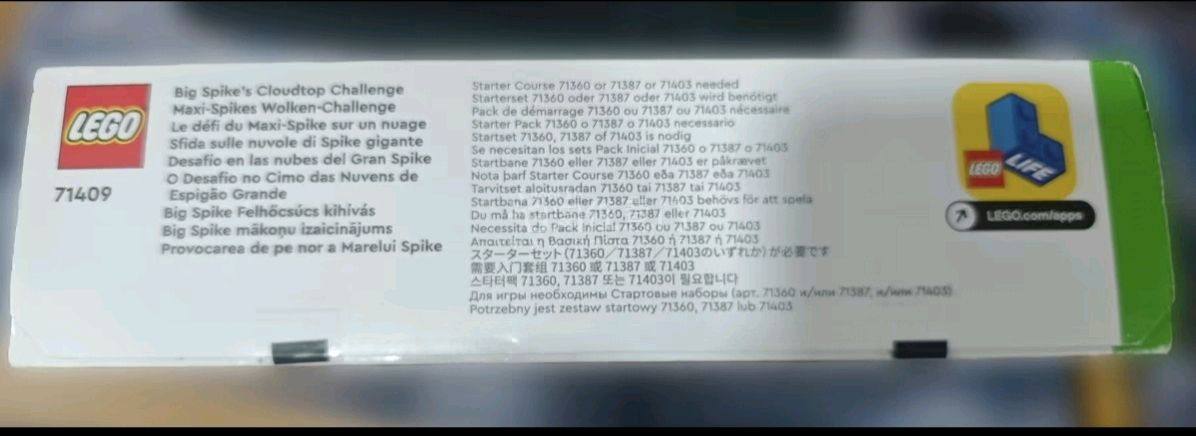 LEGO
71409
Big Spike's Cloudtop Challenge
Maxi-Spikes Wolken-Challenge
Le défi du Maxi-Spike sur un nuage
Sfida sulle nuvole di Spike gigante
Desafío en las nubes del Gran Spike
O Desafio no Cimo das Nuvens de
Espigão Grande
Big Spike Felhőcsúcs kihívás
Big Spike mākoņu izaicinājums
Provocarea de pe nor a Marelui Spike
Starter Course 71360 or 71387 or 71403 needed
Starterset 71360 oder 71387 oder 71403 wird benötigt
Pack de démarrage 71360 ou 71387 ou 71403 nécessaire
Starter Pack 71360 o 71387 o 71403 necessario
Startset 71360, 71387 of 71403 is nodig
Se necesitan los sets Pack Inicial 71360 o 71387 o 71403
Startbane 71360 eller 71387 eller 71403 er påkrævet
Nota þarf Starter Course 71360 eða 71387 eða 71403
Tarvitset aloitusradan 71360 tai 71387 tai 71403
Startbana 71360 eller 71387 eller 71403 behövs för att spela
Du må ha startbane 71360, 71387 eller 71403
Necessita do Pack Inicial 71360 ou 71387 ou 71403
Απαιτείται η Βασική Πίστα 71360 ή 71387 ή 71403
スターターセット(71360/71387/71403のいずれか)が必要です
需要入门套组 71360 或 71387 或 71403
스타터팩 71360, 71387 또는 71403이 필요합니다
Для игры необходимы Стартовые наборы (арт. 71360 и/или 71387, и/или 71403)
Potrzebny jest zestaw startowy 71360, 71387 lub 71403
LEGO
LIFE
LEGO.com/apps